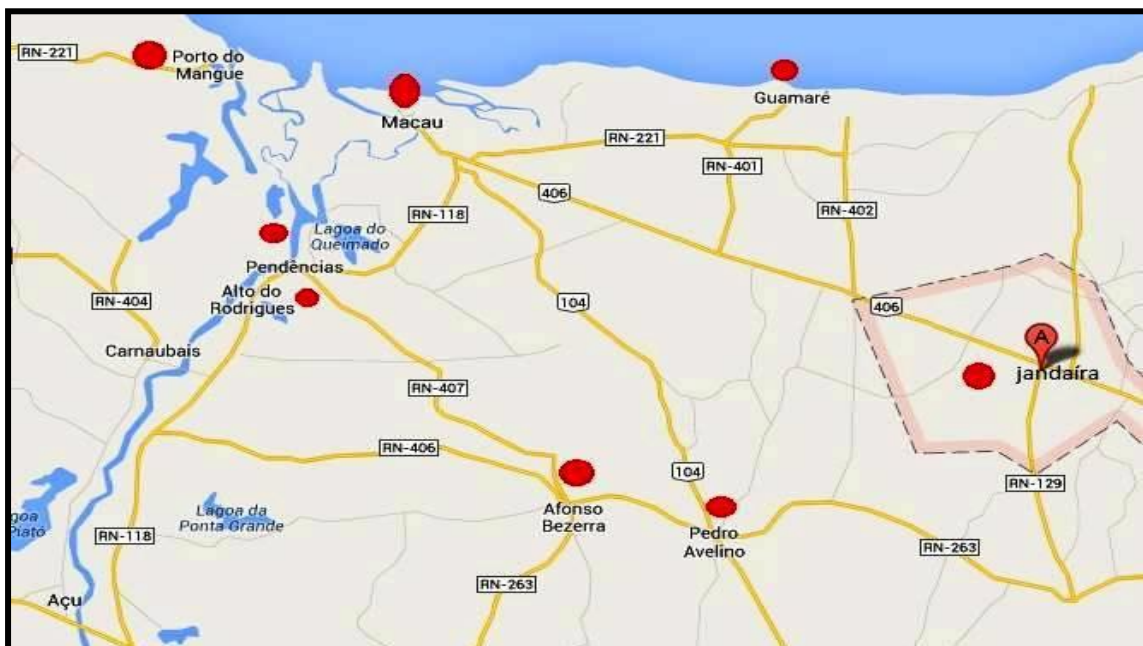 RN-221
Porto do
Mangue
Guamaré
Macau
RN-221
RN-401
406
RN-118
RN-402
Lagoa do
Queimado
Pendências
Alto do
Rodrigues
RN-404
104
406
A
Carnaubais
jandaíra
RN-407
RN-406
104
RN-129
Afonso
Bezerra
Lagoa da
Ponta Grande
goa
Piató
RN-118
Pedro
Avelino
RN-263
RN-263
Açu